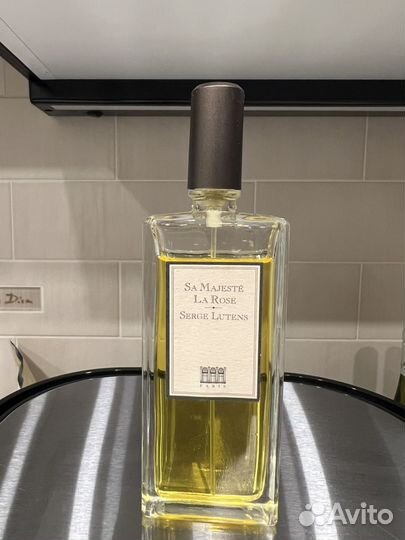 Sa Majesté
La Rose
Serge Lutens
PARIS
Dior
Avito